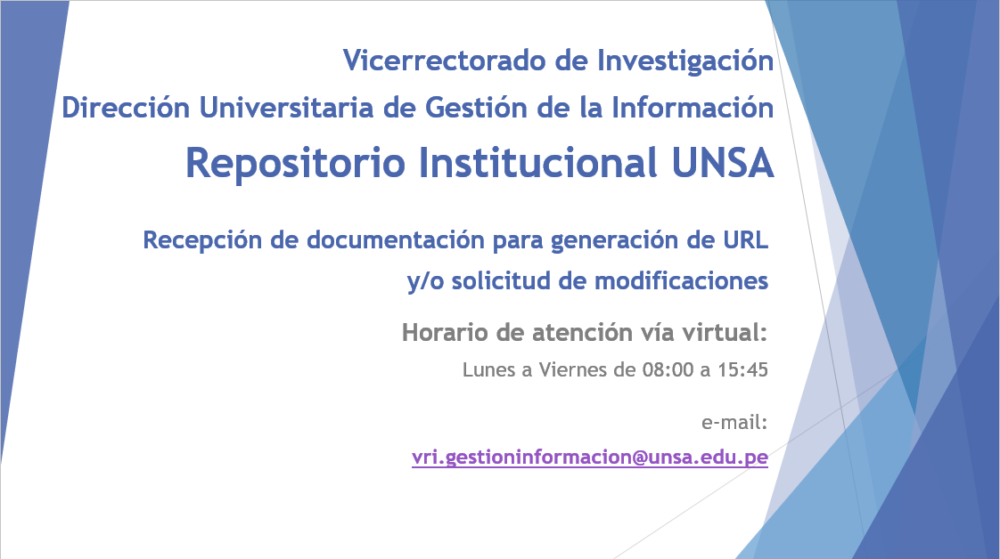 Vicerrectorado de Investigación
Dirección Universitaria de Gestión de la Información
Repositorio Institucional UNSA
Recepción de documentación para generación de URL
y/o solicitud de modificaciones
Horario de atención vía virtual:
Lunes a Viernes de 08:00 a 15:45
e-mail:
vri.gestioninformacion@unsa.edu.pe